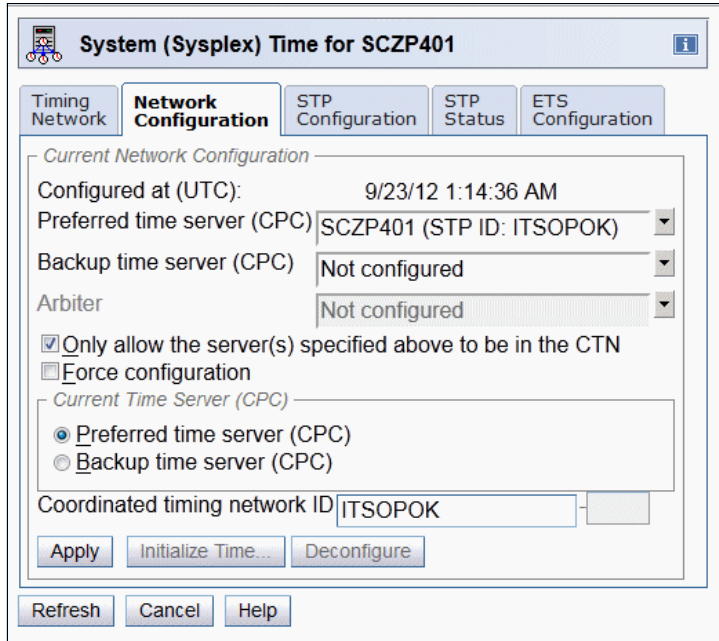 System (Sysplex) Time for SCZP401
i
Timing
Network
Network
Configuration
STP
Configuration
STP
Status
ETS
Configuration
Current Network Configuration
Configured at (UTC): 9/23/12 1:14:36 AM
Preferred time server (CPC) SCZP401 (STP ID: ITSOPOK)
Backup time server (CPC) Not configured
Arbiter Not configured
Only allow the server(s) specified above to be in the CTN
Force configuration
Current Time Server (CPC)
Preferred time server (CPC)
Backup time server (CPC)
Coordinated timing network ID ITSOPOK -
Apply Initialize Time... Deconfigure
Refresh Cancel Help